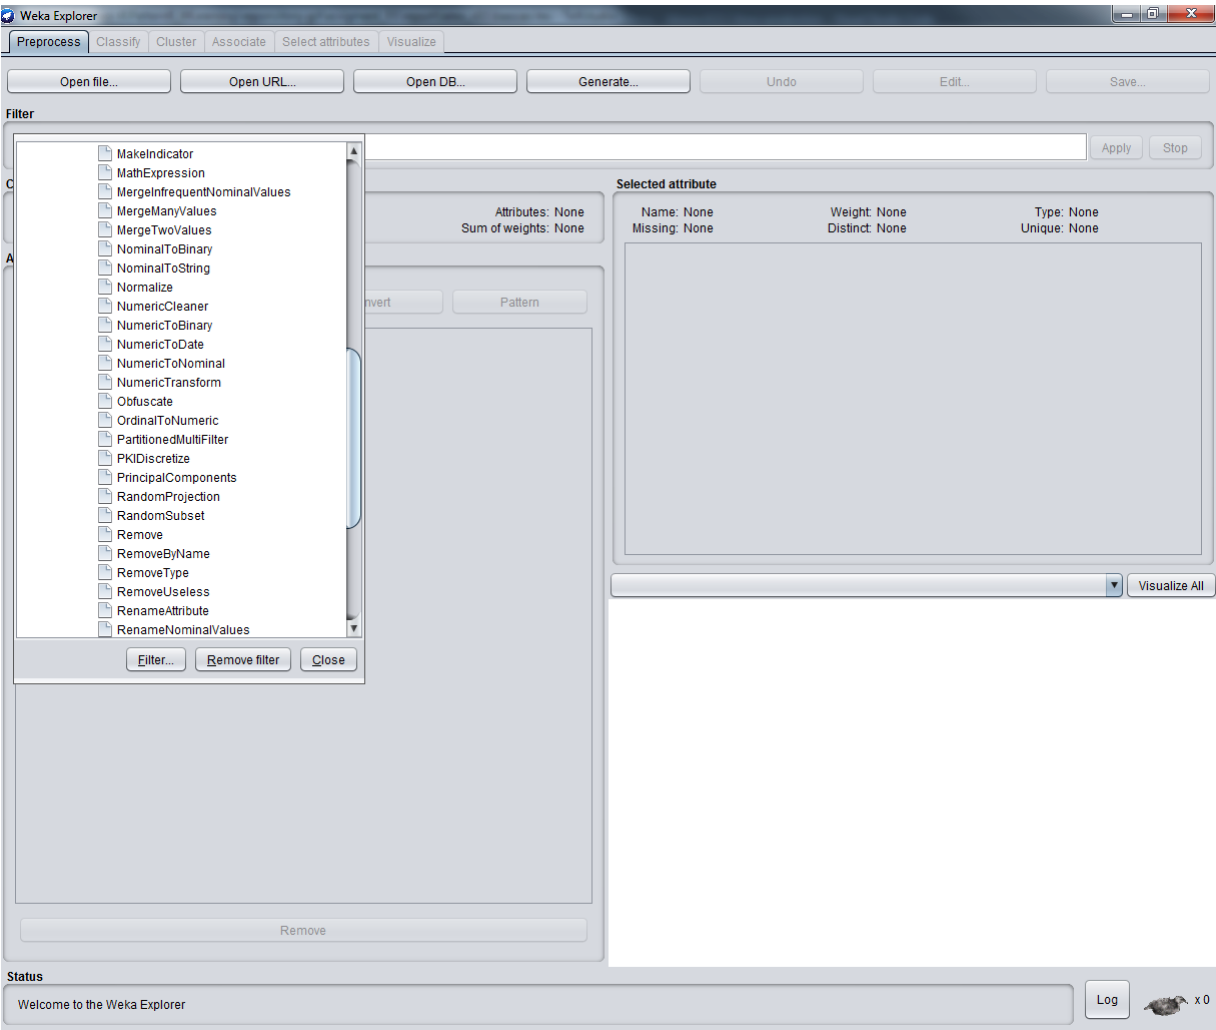 Weka Explorer
Preprocess Classify Cluster Associate Select attributes Visualize
Open file... Open URL... Open DB... Generate... Undo Edit... Save...
Filter
Apply Stop
MakeIndicator
MathExpression
MergeInfrequentNominalValues
MergeManyValues
MergeTwoValues
NominalToBinary
NominalToString
Normalize
NumericCleaner
NumericToBinary
NumericToDate
NumericToNominal
NumericTransform
Obfuscate
OrdinalToNumeric
PartitionedMultiFilter
PKIDiscretize
PrincipalComponents
RandomProjection
RandomSubset
Remove
RemoveByName
RemoveType
RemoveUseless
RenameAttribute
RenameNominalValues
Filter... Remove filter Close
Attributes: None
Sum of weights: None
Pattern
Remove
Selected attribute
Name: None Weight: None Type: None
Missing: None Distinct: None Unique: None
Visualize All
Status
Welcome to the Weka Explorer
Log x 0